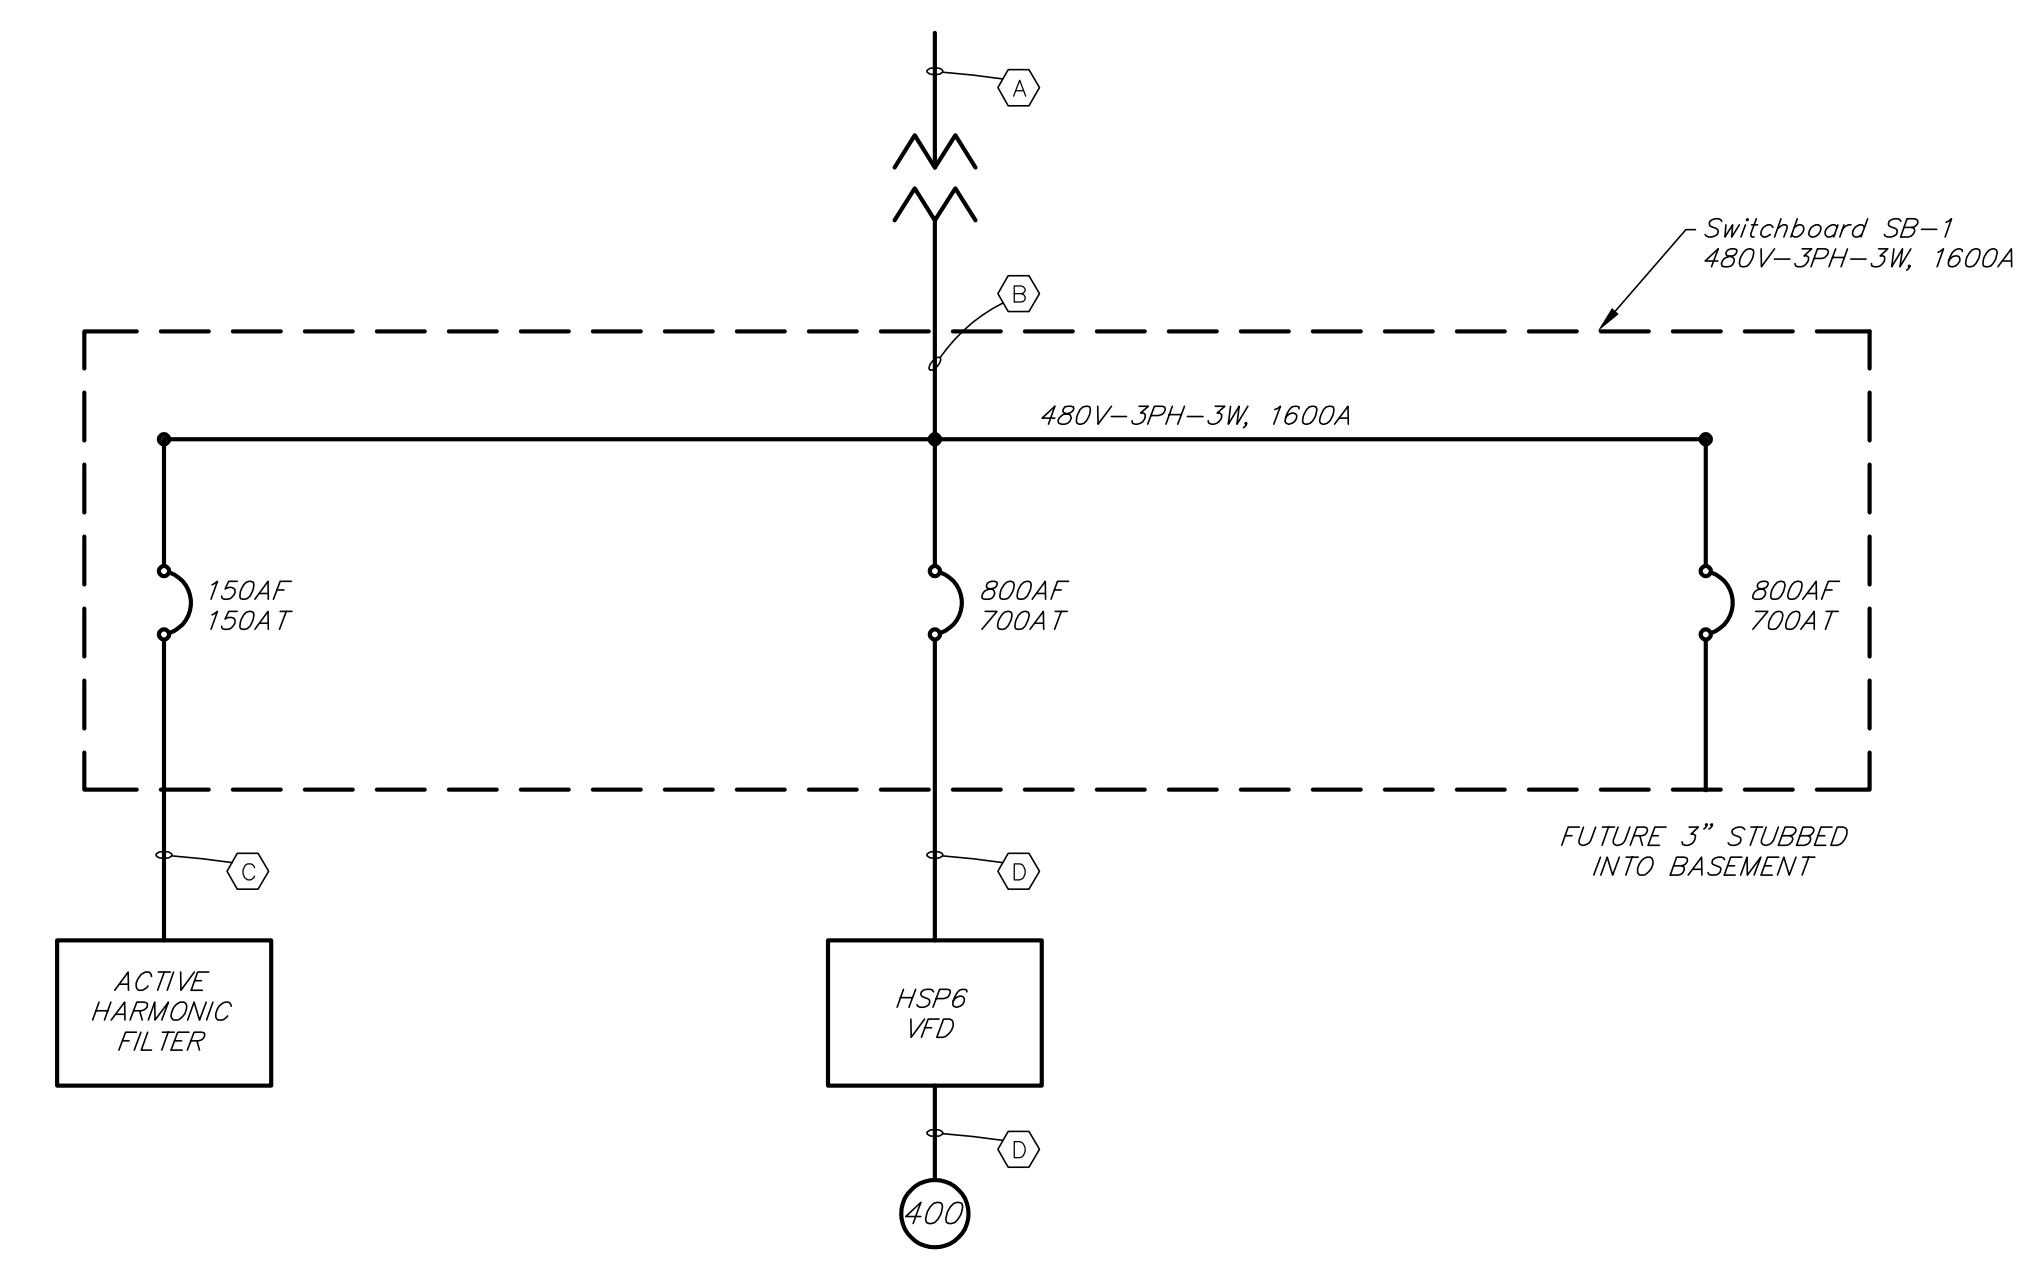 A
Switchboard SB-1
480V-3PH-3W, 1600A
B
480V-3PH-3W, 1600A
150AF
150AT
800AF
700AT
800AF
700AT
FUTURE 3" STUBBED
INTO BASEMENT
C
D
ACTIVE
HARMONIC
FILTER
HSP6
VFD
D
400